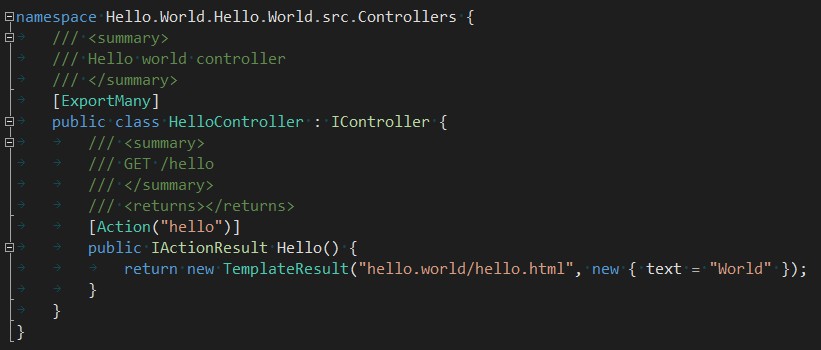 namespace Hello.World.Hello.World.src.Controllers {
/// <summary>
/// Hello world controller
/// </summary>
[ExportMany]
public class HelloController : IController {
/// <summary>
/// GET /hello
/// </summary>
/// <returns></returns>
[Action("hello")]
public IActionResult Hello() {
return new TemplateResult("hello.world/hello.html", new { text = "World" });
}
}
}